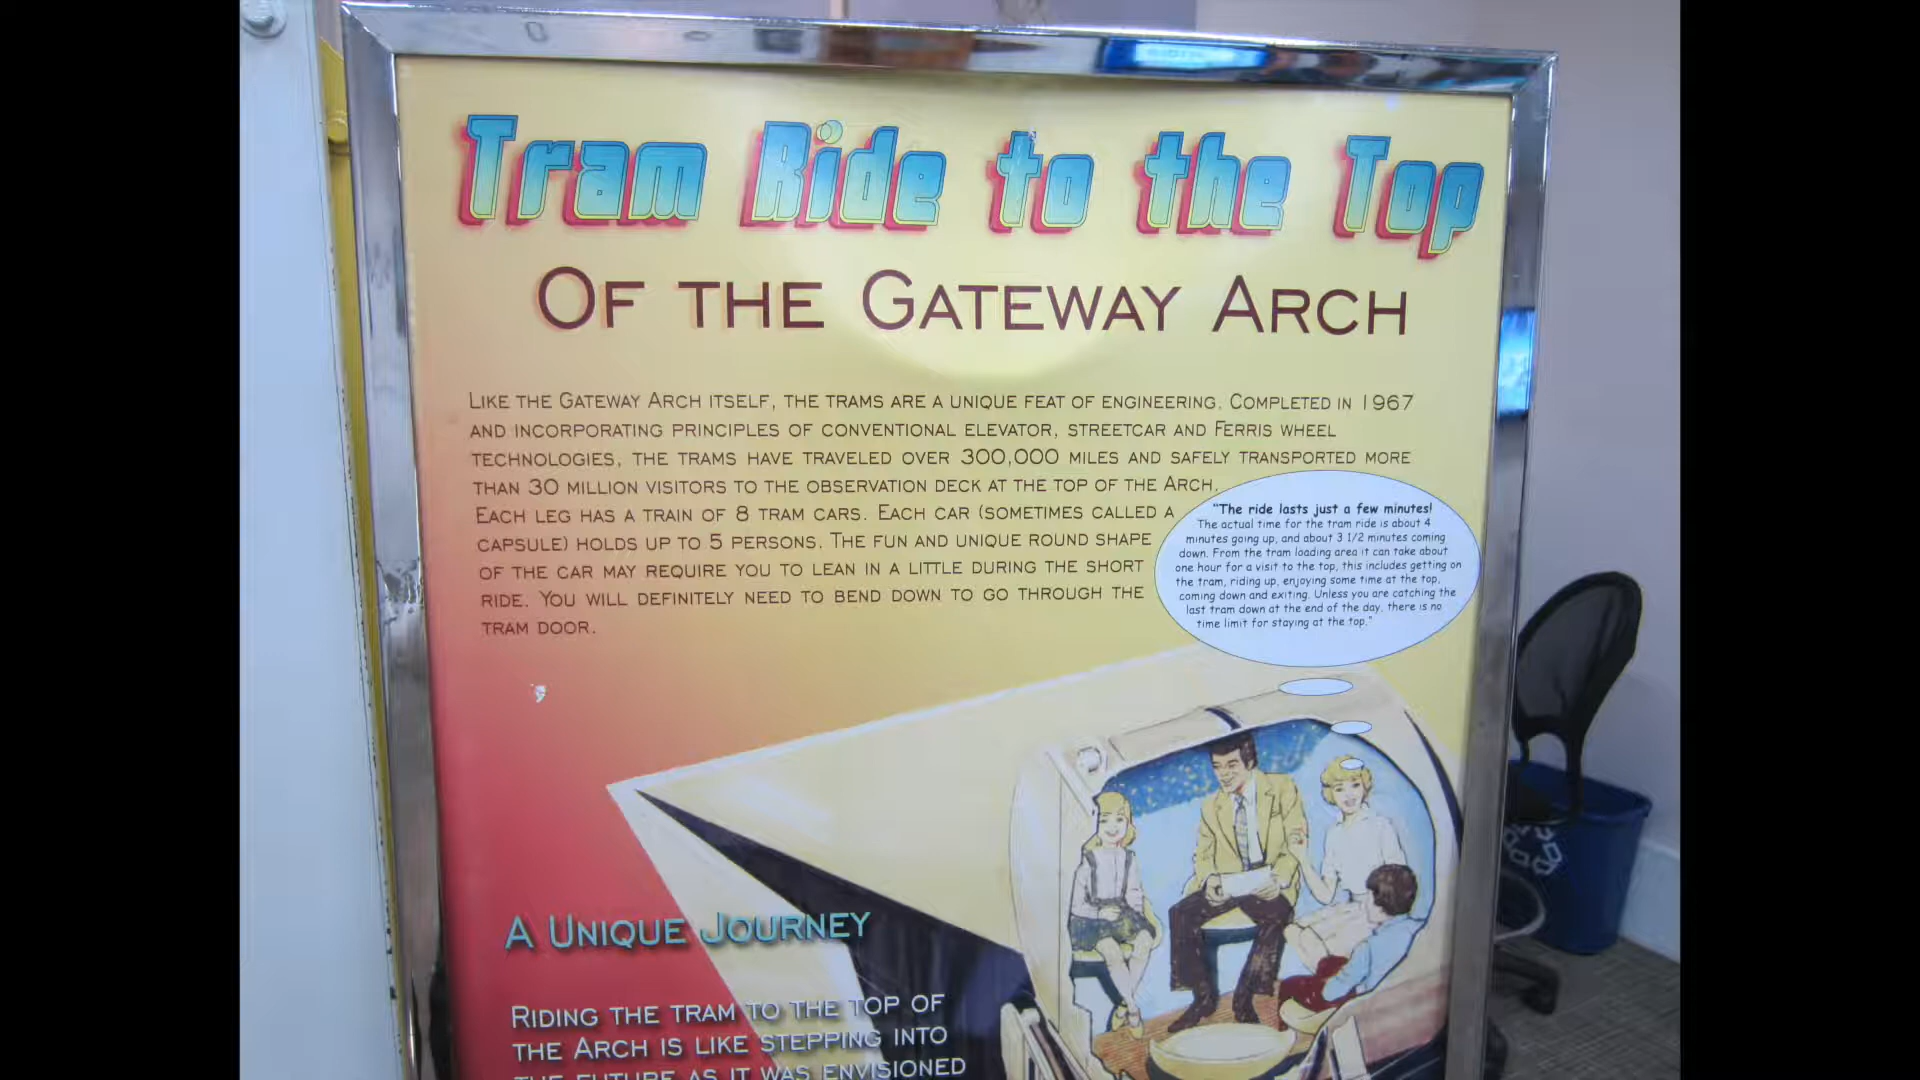 Tram Ride to the Top
OF THE GATEWAY ARCH
LIKE THE GATEWAY ARCH ITSELF, THE TRAMS ARE A UNIQUE FEAT OF ENGINEERING. COMPLETED IN 1967
AND INCORPORATING PRINCIPLES OF CONVENTIONAL ELEVATOR, STREETCAR AND FERRIS WHEEL
TECHNOLOGIES, THE TRAMS HAVE TRAVELED OVER 300,000 MILES AND SAFELY TRANSPORTED MORE
THAN 30 MILLION VISITORS TO THE OBSERVATION DECK AT THE TOP OF THE ARCH.
EACH LEG HAS A TRAIN OF 8 TRAM CARS. EACH CAR (SOMETIMES CALLED A
CAPSULE) HOLDS UP TO 5 PERSONS. THE FUN AND UNIQUE ROUND SHAPE
OF THE CAR MAY REQUIRE YOU TO LEAN IN A LITTLE DURING THE SHORT
RIDE. YOU WILL DEFINITELY NEED TO BEND DOWN TO GO THROUGH THE
TRAM DOOR.
"The ride lasts just a few minutes!
The actual time for the tram ride is about 4
minutes going up, and about 3 1/2 minutes coming
down. From the tram loading area it can take about
one hour for a visit to the top, this includes getting on
the tram, riding up, enjoying some time at the top,
coming down and exiting. Unless you are catching the
last tram down at the end of the day, there is no
time limit for staying at the top."
A UNIQUE JOURNEY
RIDING THE TRAM TO THE TOP OF
THE ARCH IS LIKE STEPPING INTO
THE FUTURE AS IT WAS ENVISIONED